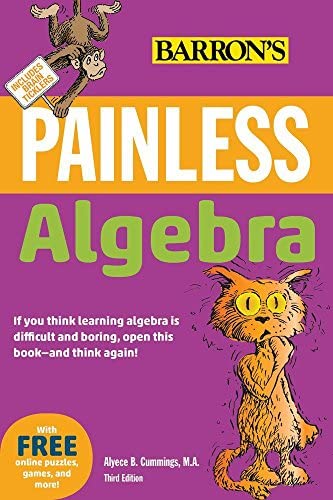 BARRON'S
INCLUDES
BRAIN
TICKLERS
PAINLESS
Algebra
If you think learning algebra is
difficult and boring, open this
book—and think again!
With
FREE
online puzzles,
games, and
more!
Alyece B. Cummings, M.A.
Third Edition